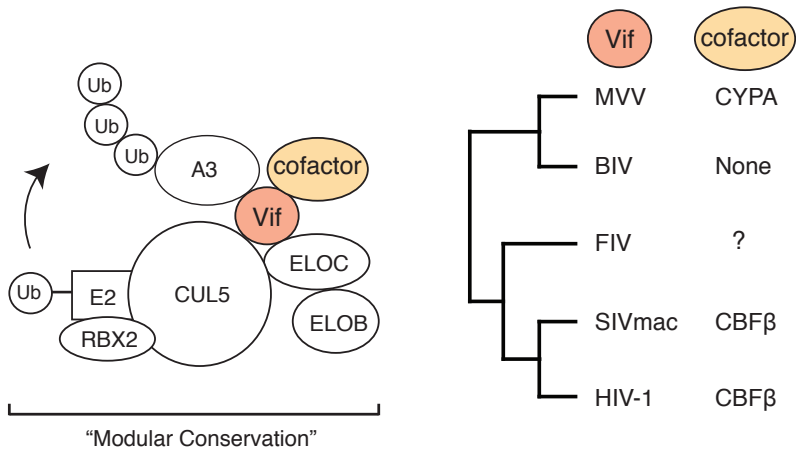 Ub
Ub
Ub
A3
cofactor
Vif
ELOC
ELOB
CUL5
Ub
E2
RBX2
“Modular Conservation”
Vif cofactor
MVV CYPA
BIV None
FIV ?
SIVmac CBFβ
HIV-1 CBFβ